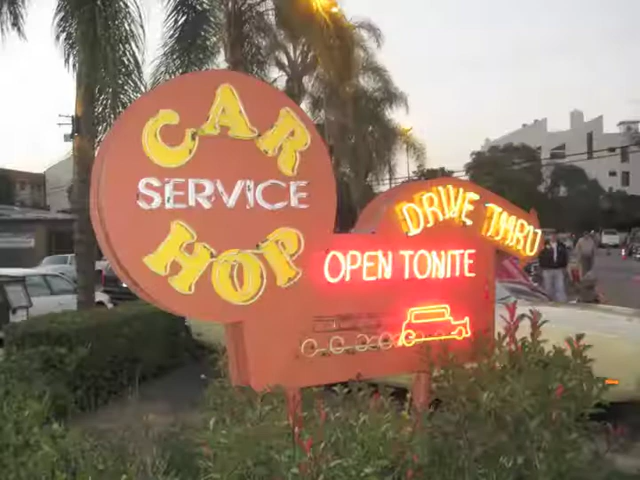 CAR
SERVICE
HOP
DRIVE THRU
OPEN TONITE